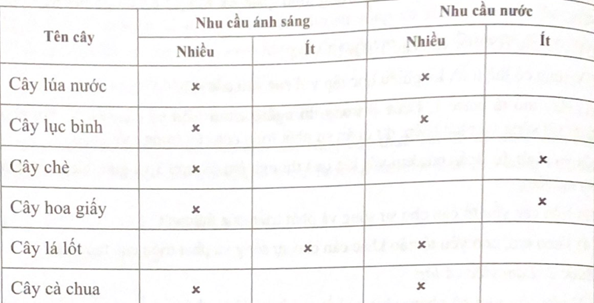 Tên cây Nhu cầu ánh sáng Nhu cầu nước
Nhiều Ít Nhiều Ít
Cây lúa nước x x
Cây lục bình x x
Cây chè x x
Cây hoa giấy x x
Cây lá lốt x x
Cây cà chua x x